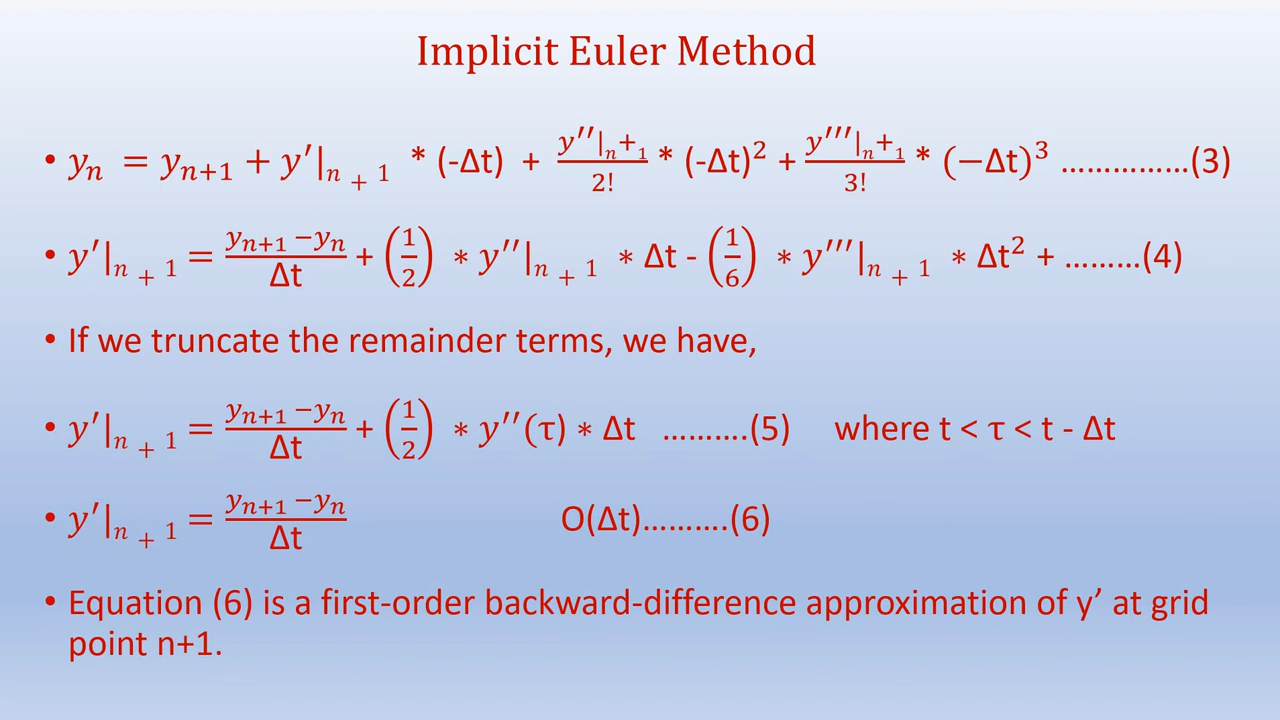 Implicit Euler Method
• yₙ = yₙ₊₁ + y′|ₙ ₊ ₁ * (-Δt) + y′′|ₙ₊₁/2! * (-Δt)² + y′′′|ₙ₊₁/3! * (−Δt)³ ……………(3)
• y′|ₙ ₊ ₁ = (yₙ₊₁ −yₙ)/Δt + (1/2) ∗ y′′|ₙ ₊ ₁ ∗ Δt - (1/6) ∗ y′′′|ₙ ₊ ₁ ∗ Δt² + ………(4)
• If we truncate the remainder terms, we have,
• y′|ₙ ₊ ₁ = (yₙ₊₁ −yₙ)/Δt + (1/2) ∗ y′′(τ) ∗ Δt ……….(5) where t < τ < t - Δt
• y′|ₙ ₊ ₁ = (yₙ₊₁ −yₙ)/Δt O(Δt)……….(6)
• Equation (6) is a first-order backward-difference approximation of y’ at grid
point n+1.